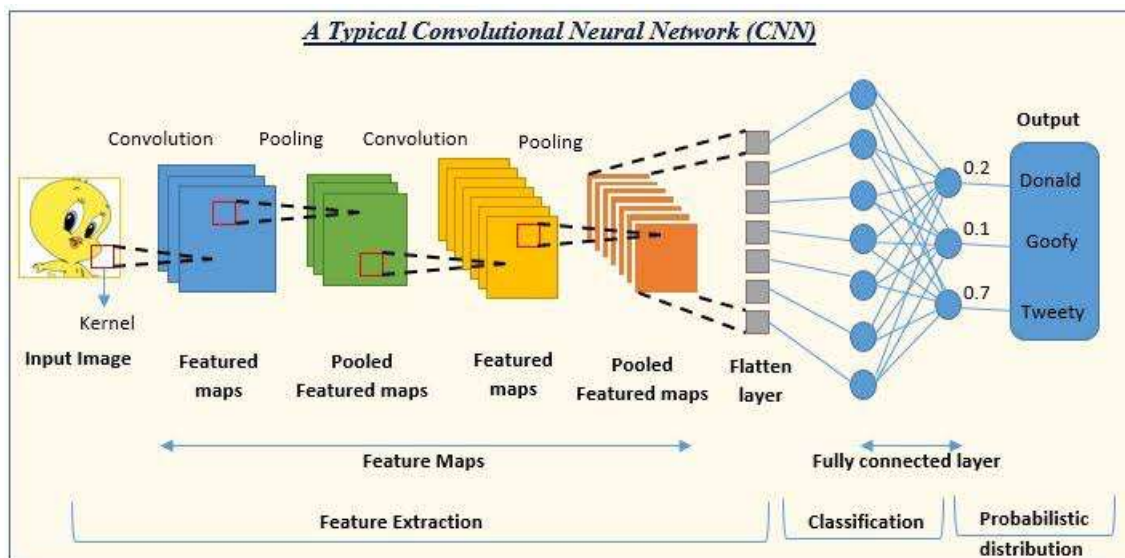 A Typical Convolutional Neural Network (CNN)
Convolution
Pooling
Convolution
Pooling
Output
0.2
Donald
0.1
Goofy
0.7
Tweety
Kernel
Input Image
Featured
maps
Pooled
Featured maps
Featured
maps
Pooled
Featured maps
Flatten
layer
Feature Maps
Fully connected layer
Feature Extraction
Classification
Probabilistic
distribution